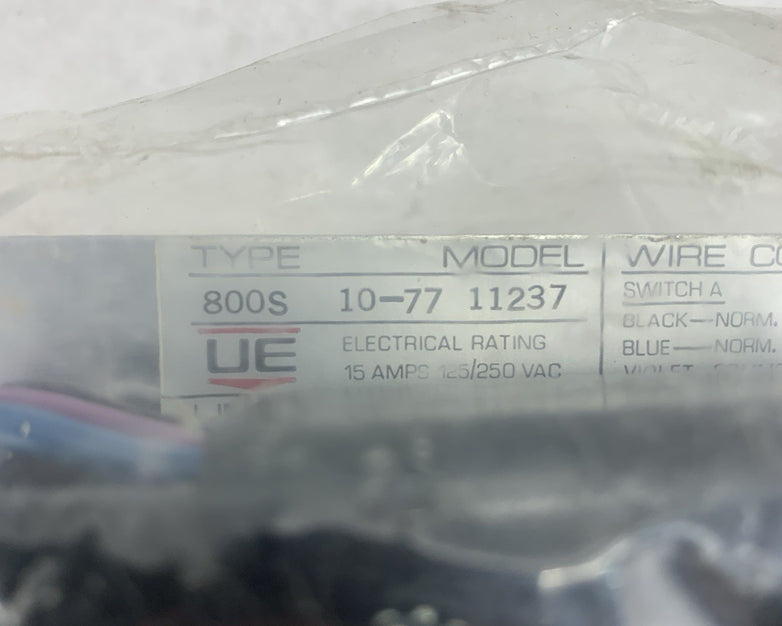 TYPE MODEL
800S 10-77 11237
UE
ELECTRICAL RATING
15 AMPS 125/250 VAC
WIRE
SWITCH A
BLACK—NORM.
BLUE—NORM.
VIOLET